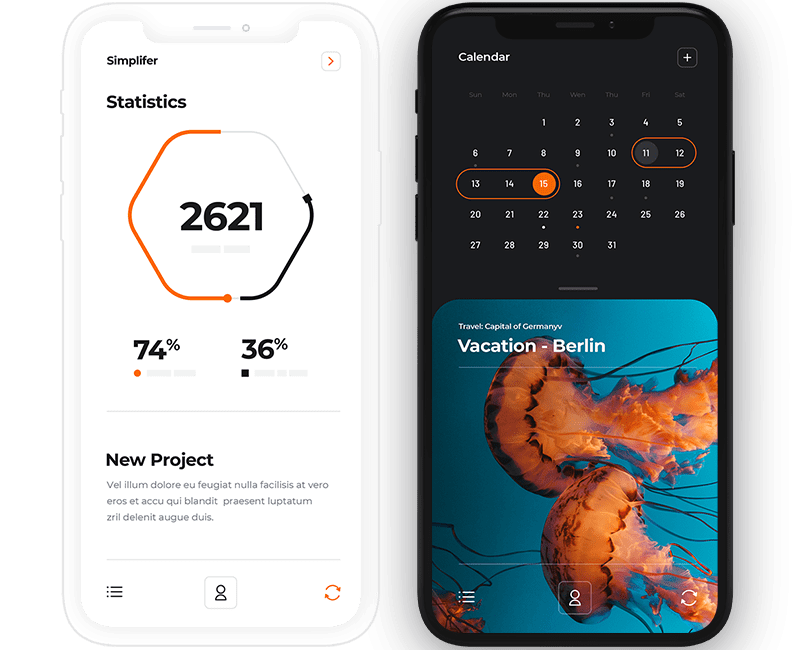 Simplifer
Statistics
2621
74%
36%
New Project
Vel illum dolore eu feugiat nulla facilisis at vero
eros et accu qui blandit praesent luptatum
zril delenit augue duis.
Calendar
Sun Mon Thu Wen Thu Fri Sat
1 2 3 4 5
6 7 8 9 10 11 12
13 14 15 16 17 18 19
20 21 22 23 24 25 26
27 28 29 30 31
Travel: Capital of Germanyv
Vacation - Berlin